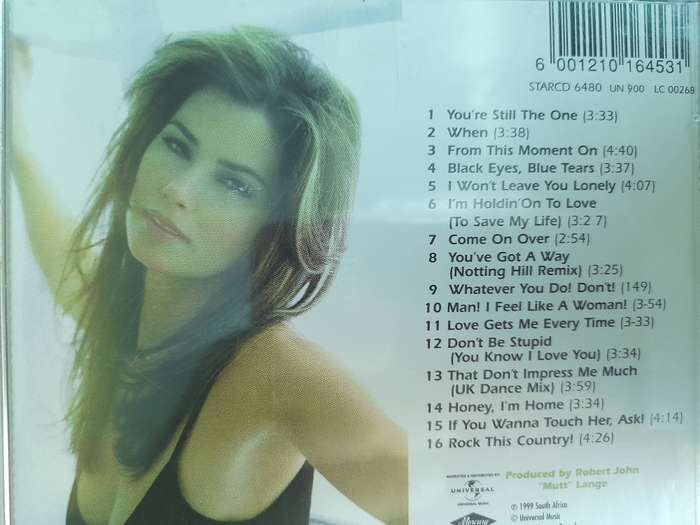 6 001210 164531
STARCD 6480 UN 900 LC 00268
1 You're Still The One (3:33)
2 When (3:38)
3 From This Moment On (4:40)
4 Black Eyes, Blue Tears (3:37)
5 I Won't Leave You Lonely (4:07)
6 I'm Holdin'On To Love
(To Save My Life) (3:2 7)
7 Come On Over (2:54)
8 You've Got A Way
(Notting Hill Remix) (3:25)
9 Whatever You Do! Don't! (149)
10 Man! I Feel Like A Woman! (3-54)
11 Love Gets Me Every Time (3-33)
12 Don't Be Stupid
(You Know I Love You) (3:34)
13 That Don't Impress Me Much
(UK Dance Mix) (3:59)
14 Honey, I'm Home (3:34)
15 If You Wanna Touch Her, Ask! (4:14)
16 Rock This Country! (4:26)
MARKETED & DISTRIBUTED BY
UNIVERSAL
UNIVERSAL MUSIC
Produced by Robert John
"Mutt" Lange
Mercury
℗ 1999 South Africa
© Universal Music